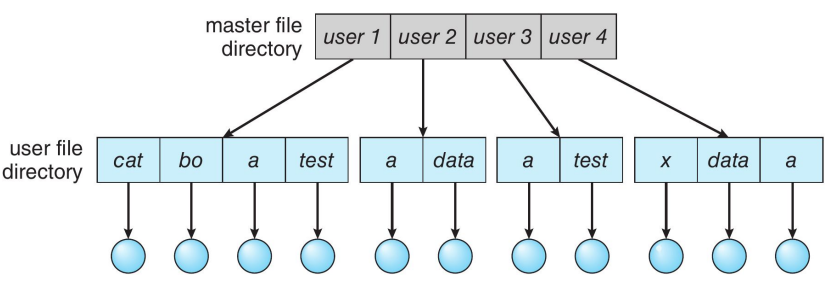 master file
directory
user 1 user 2 user 3 user 4
user file
directory
cat bo a test a data a test x data a